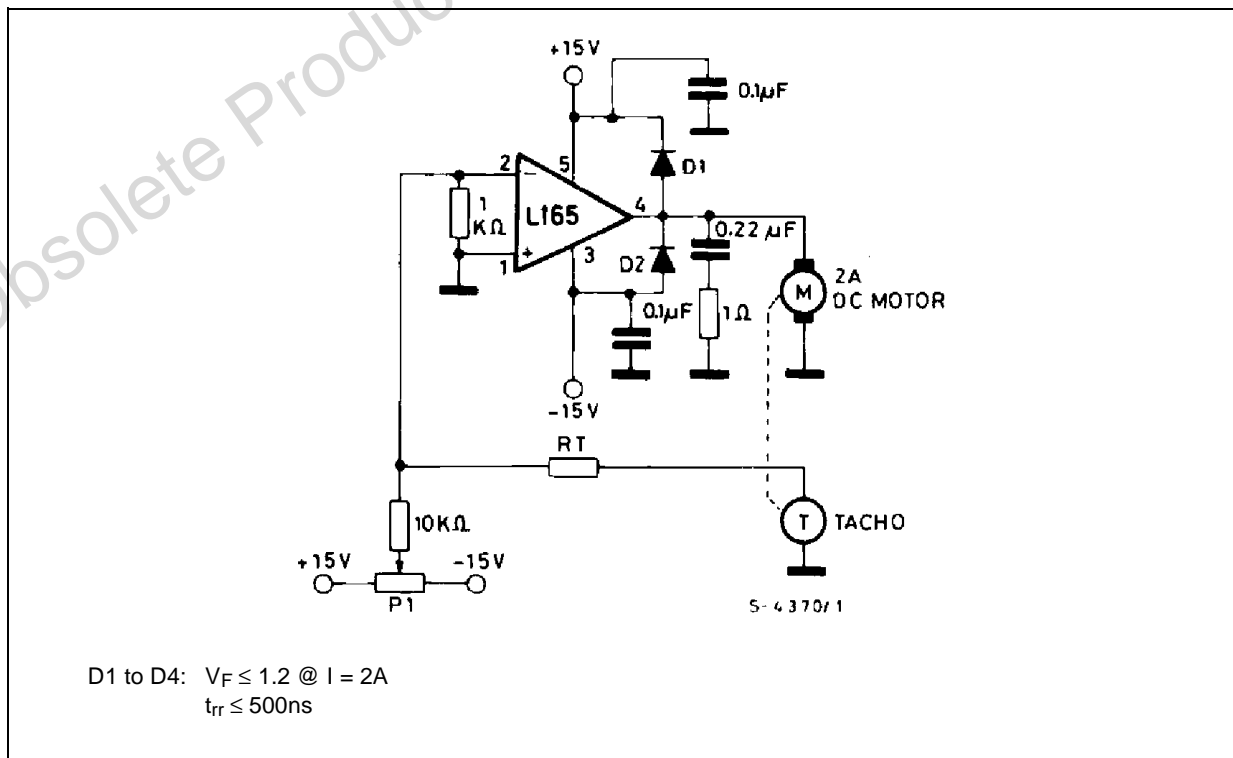 Obsolete Produc
+15V
0.1µF
2
5
D1
1
KΩ
L165
4
0.22 µF
1
3
D2
2A
M
DC MOTOR
0.1µF
1Ω
-15V
RT
10KΩ
T
TACHO
+15V
-15V
P1
S-4370/1
D1 to D4: VF ≤ 1.2 @ I = 2A
trr ≤ 500ns